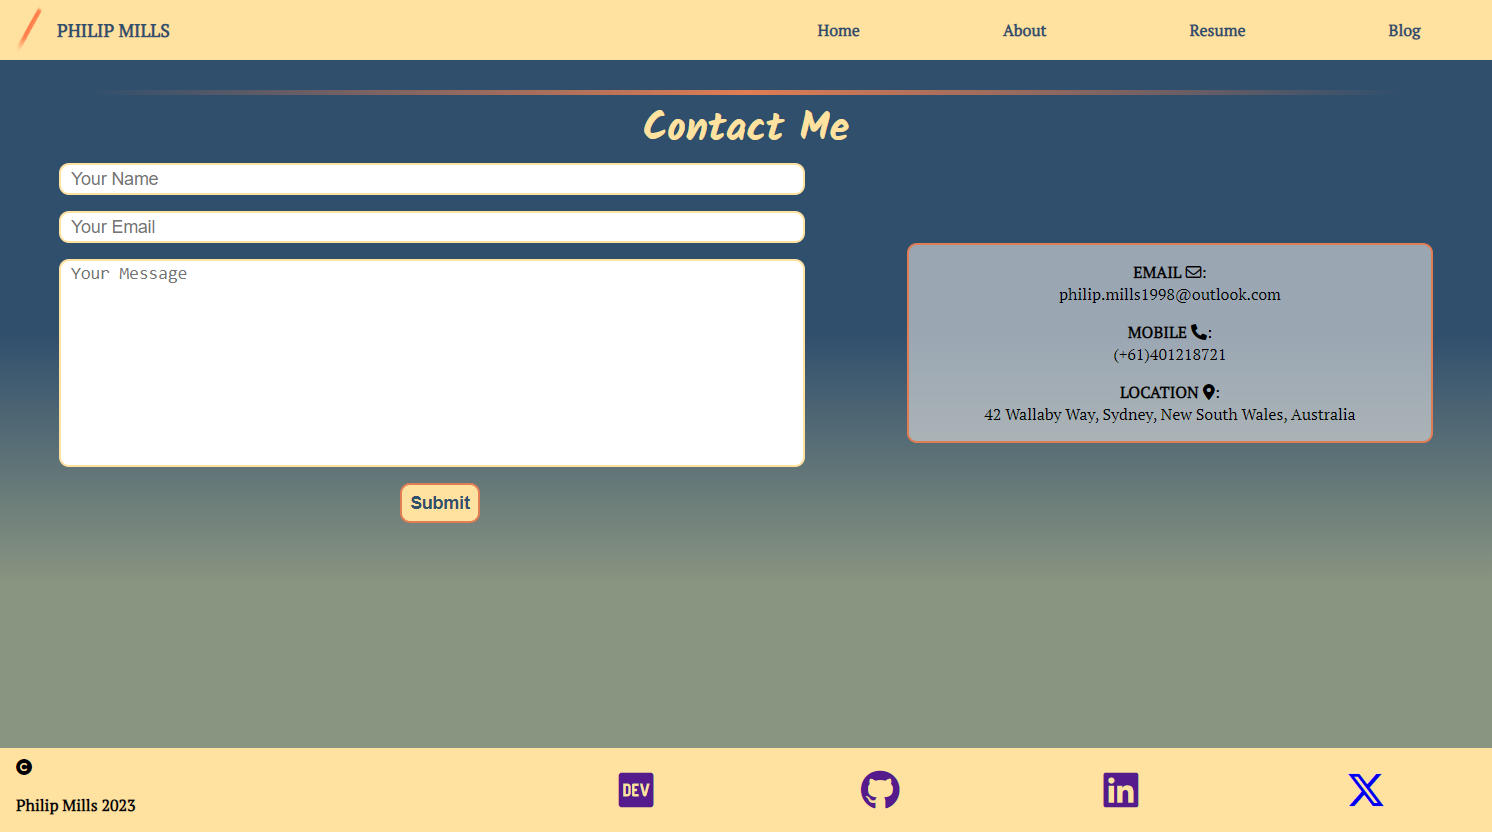 PHILIP MILLS
Home
About
Resume
Blog
Contact Me
Your Name
Your Email
Your Message
Submit
EMAIL :
philip.mills1998@outlook.com
MOBILE :
(+61)401218721
LOCATION :
42 Wallaby Way, Sydney, New South Wales, Australia
©
Philip Mills 2023
DEV
in
X